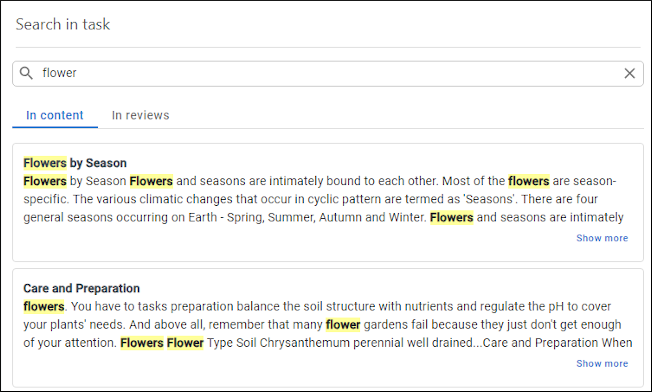 Search in task
flower
In content In reviews
Flowers by Season
Flowers by Season Flowers and seasons are intimately bound to each other. Most of the flowers are season-
specific. The various climatic changes that occur in cyclic pattern are termed as 'Seasons'. There are four
general seasons occurring on Earth - Spring, Summer, Autumn and Winter. Flowers and seasons are intimately
Show more
Care and Preparation
flowers. You have to tasks preparation balance the soil structure with nutrients and regulate the pH to cover
your plants' needs. And above all, remember that many flower gardens fail because they just don't get enough
of your attention. Flowers Flower Type Soil Chrysanthemum perennial well drained...Care and Preparation When
Show more